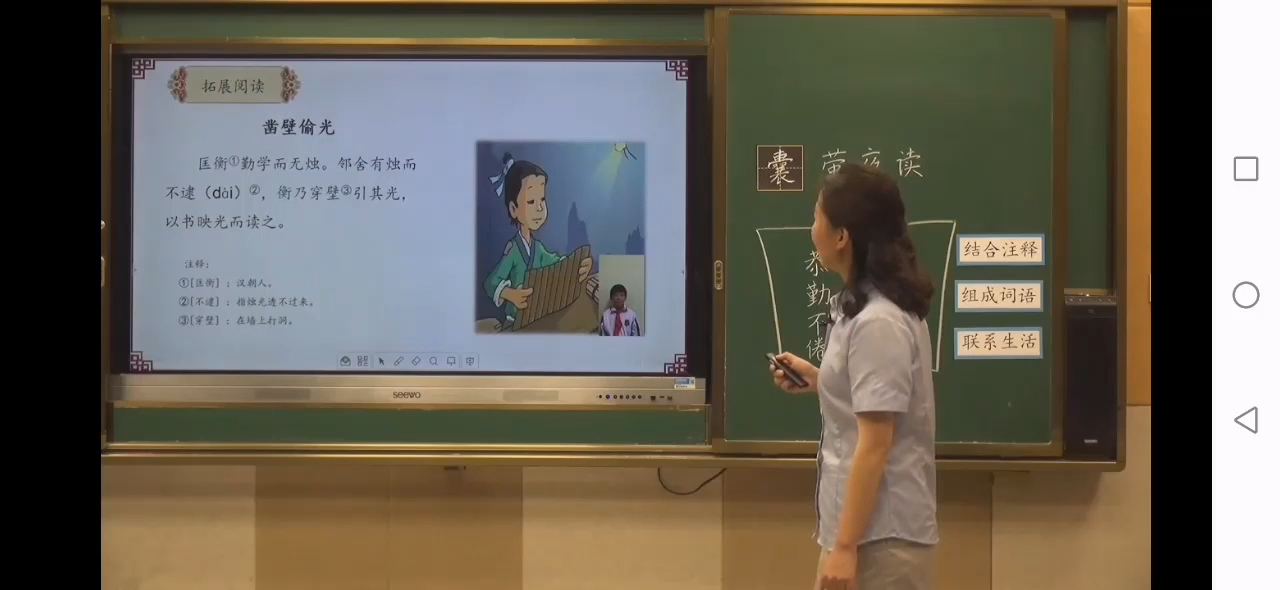 拓展阅读
凿壁偷光
匡衡①勤学而无烛。邻舍有烛而
不逮（dài）②，衡乃穿壁③引其光，
以书映光而读之。
注释：
①[匡衡]：汉朝人。
②[不逮]：指烛光透不过来。
③[穿壁]：在墙上打洞。
seewo
囊萤夜读
恭
勤
不
倦
结合注释
组成词语
联系生活